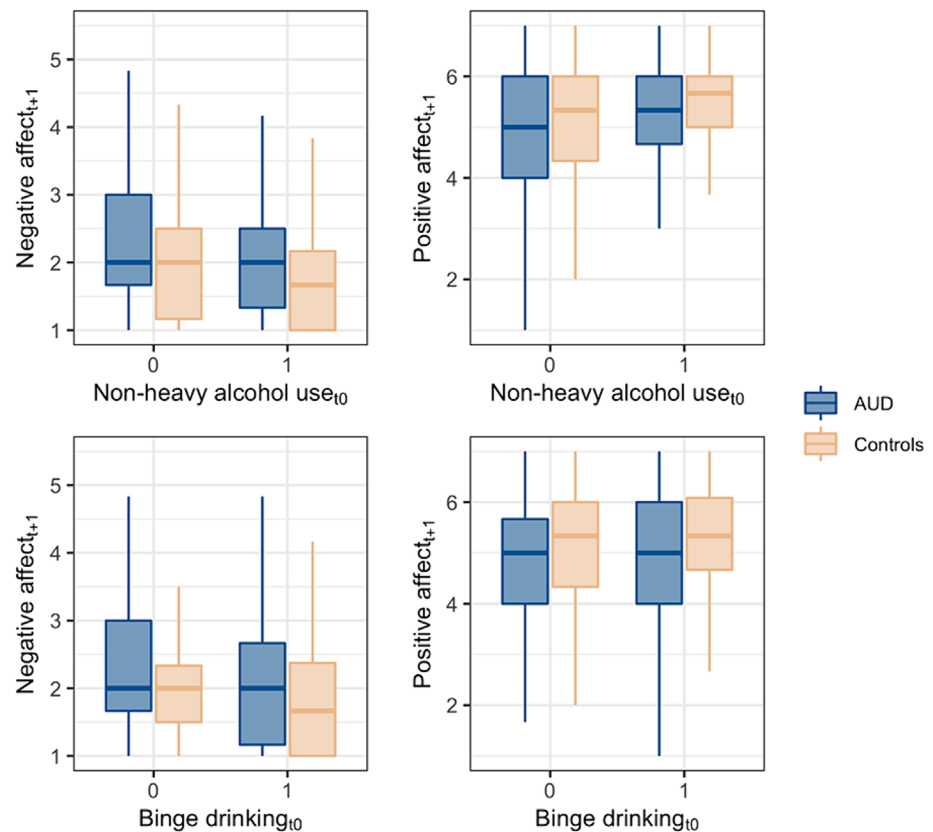 Negative affect_t+1
5
4
3
2
1
0
1
Non-heavy alcohol use_t0
Positive affect_t+1
6
4
2
0
1
Non-heavy alcohol use_t0
AUD
Controls
Negative affect_t+1
5
4
3
2
1
0
1
Binge drinking_t0
Positive affect_t+1
6
4
2
0
1
Binge drinking_t0